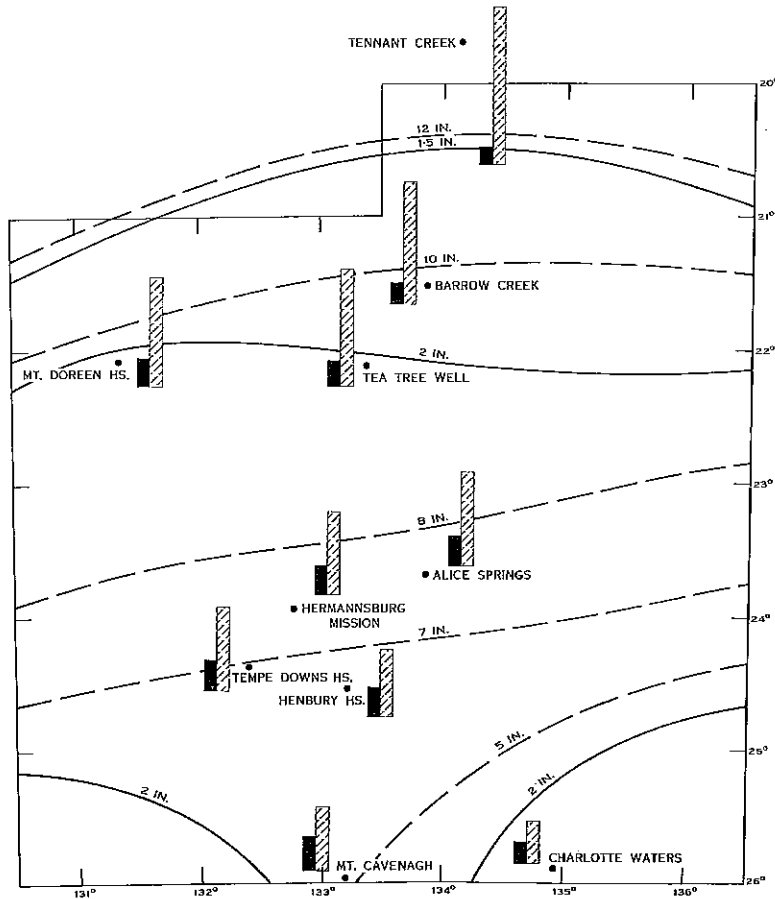 TENNANT CREEK
20°
12 IN.
1·5 IN.
21°
10 IN.
BARROW CREEK
22°
2 IN.
MT. DOREEN HS.
TEA TREE WELL
23°
8 IN.
ALICE SPRINGS
HERMANNSBURG
MISSION
24°
7 IN.
TEMPE DOWNS HS.
HENBURY HS.
5 IN.
25°
2 IN.
2 IN.
MT. CAVENAGH
CHARLOTTE WATERS
26°
131°
132°
133°
134°
135°
136°